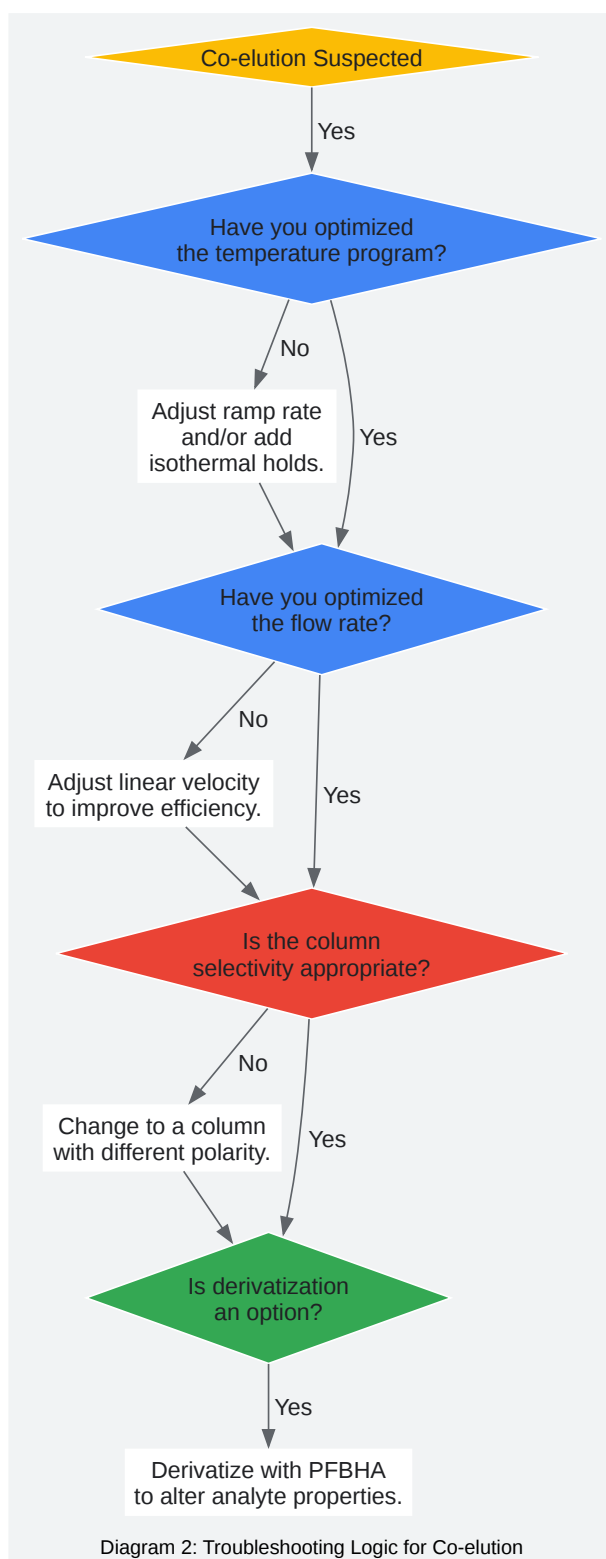 Co-elution Suspected
Yes
Have you optimized
the temperature program?
No
Adjust ramp rate
and/or add
isothermal holds.
Yes
Have you optimized
the flow rate?
No
Adjust linear velocity
to improve efficiency.
Yes
Is the column
selectivity appropriate?
No
Change to a column
with different polarity.
Yes
Is derivatization
an option?
Yes
Derivatize with PFBHA
to alter analyte properties.
Diagram 2: Troubleshooting Logic for Co-elution